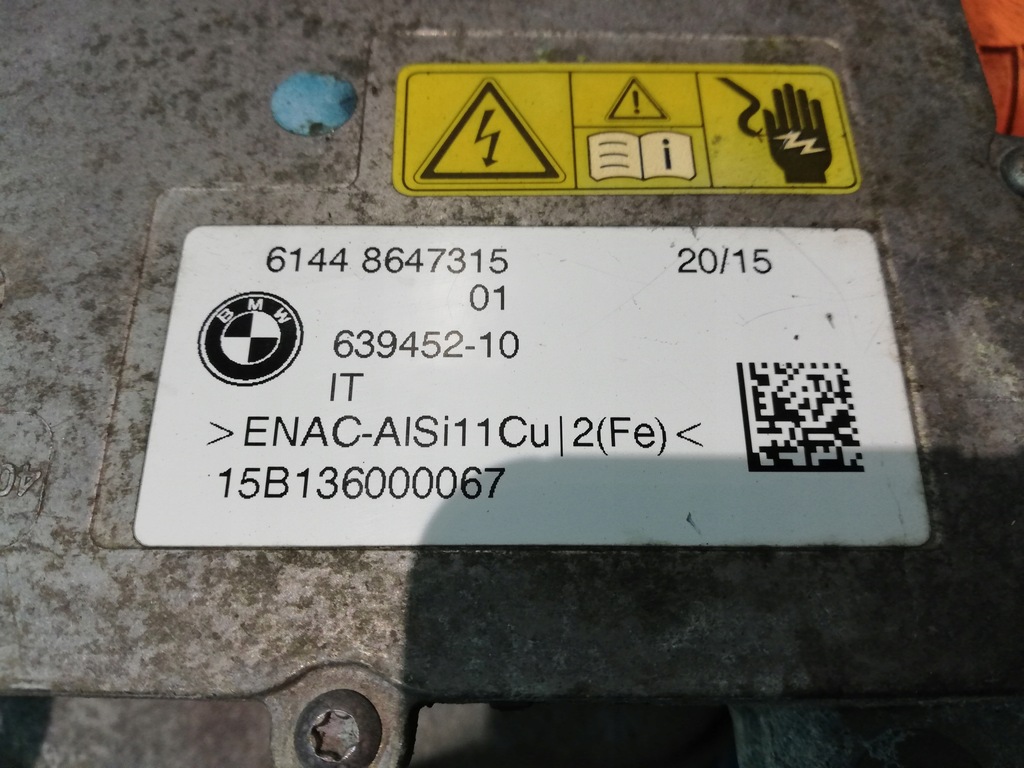 i
6144 8647315 20/15
01
BMW
639452-10
IT
>ENAC-AlSi11Cu|2(Fe)<
15B136000067